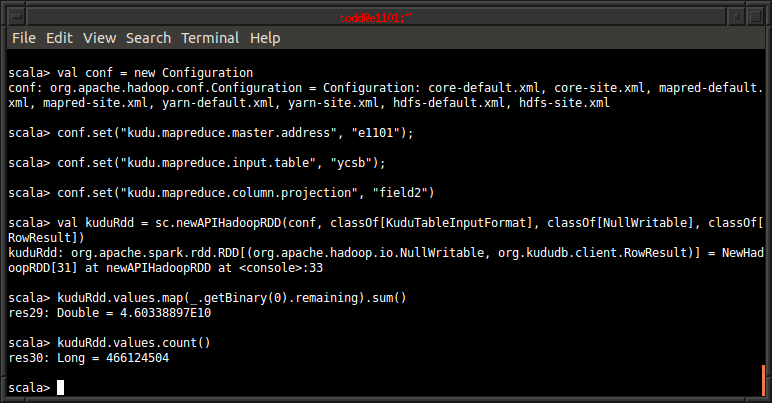 todd@e1101:~
File Edit View Search Terminal Help
scala> val conf = new Configuration
conf: org.apache.hadoop.conf.Configuration = Configuration: core-default.xml, core-site.xml, mapred-default.
xml, mapred-site.xml, yarn-default.xml, yarn-site.xml, hdfs-default.xml, hdfs-site.xml
scala> conf.set("kudu.mapreduce.master.address", "e1101");
scala> conf.set("kudu.mapreduce.input.table", "ycsb");
scala> conf.set("kudu.mapreduce.column.projection", "field2")
scala> val kuduRdd = sc.newAPIHadoopRDD(conf, classOf[KuduTableInputFormat], classOf[NullWritable], classOf[
RowResult])
kuduRdd: org.apache.spark.rdd.RDD[(org.apache.hadoop.io.NullWritable, org.kududb.client.RowResult)] = NewHad
oopRDD[31] at newAPIHadoopRDD at <console>:33
scala> kuduRdd.values.map(_.getBinary(0).remaining).sum()
res29: Double = 4.60338897E10
scala> kuduRdd.values.count()
res30: Long = 466124504
scala>